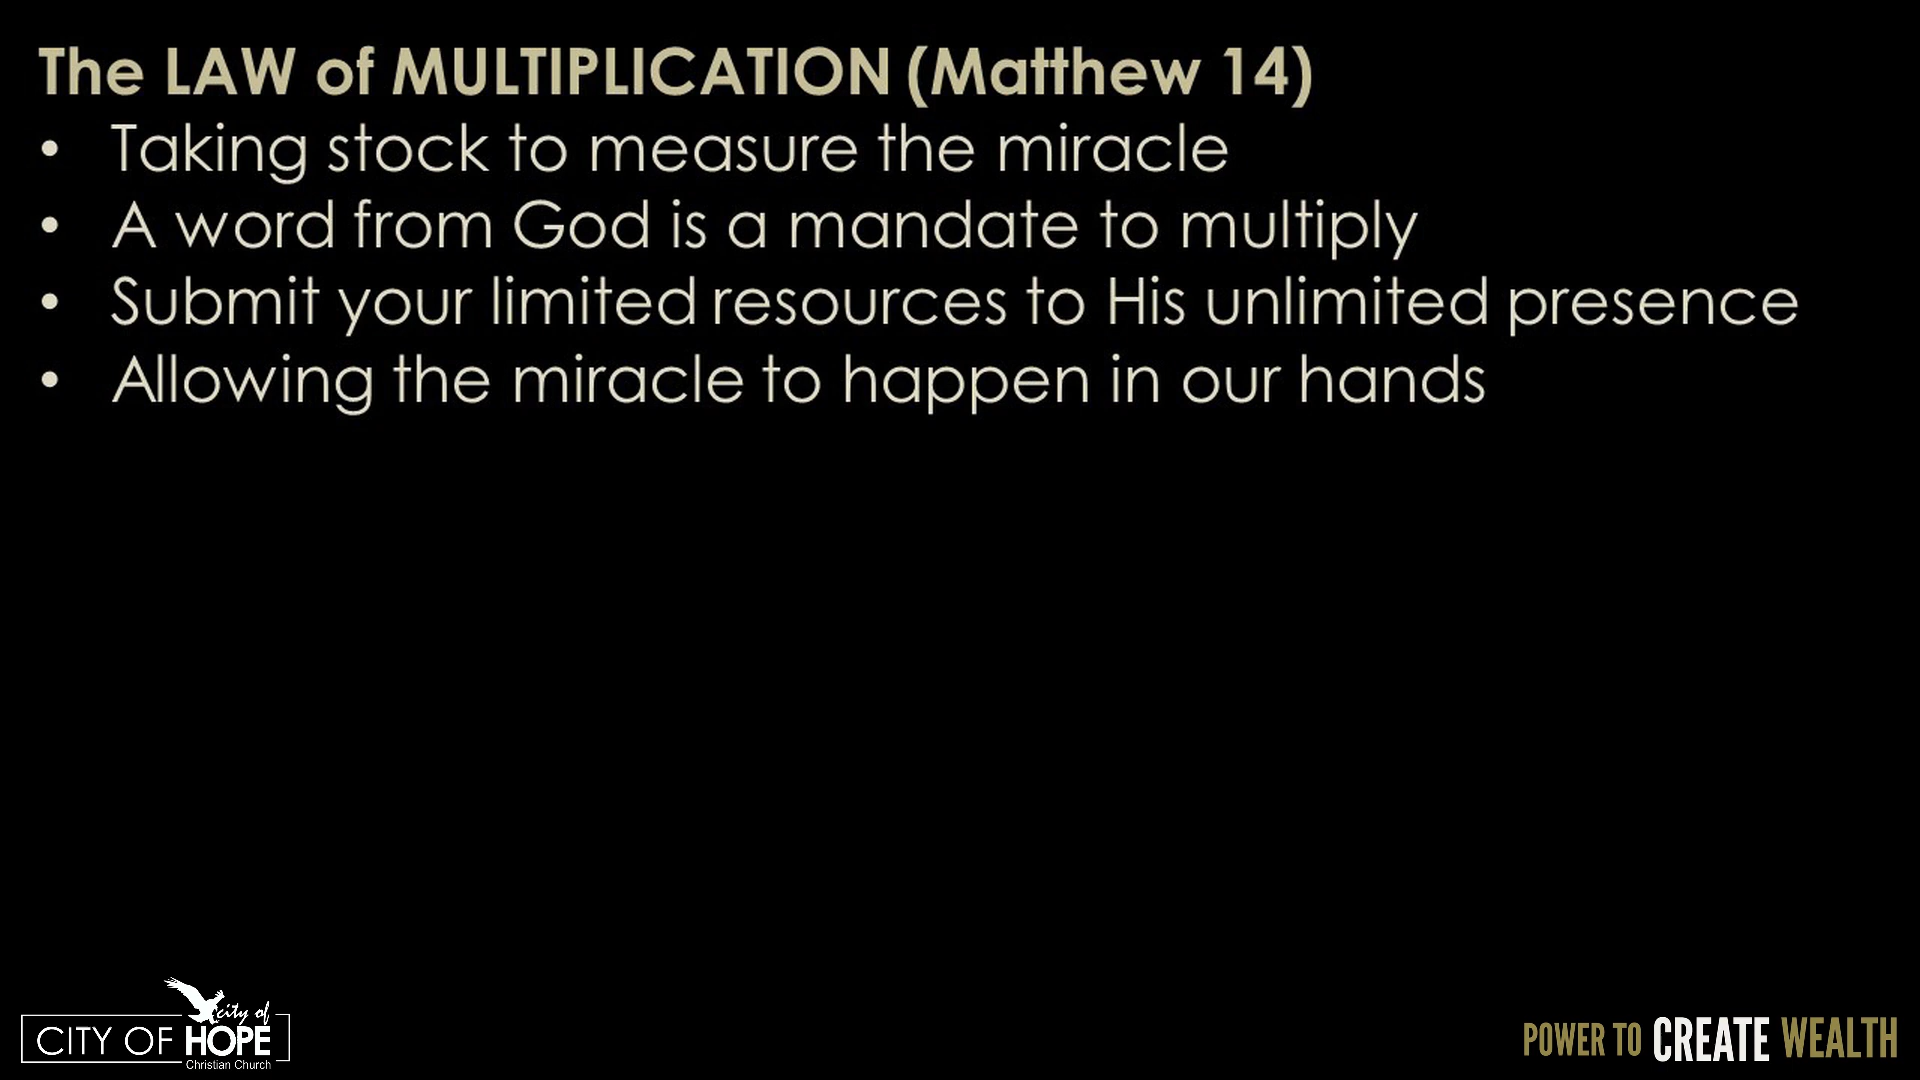 The LAW of MULTIPLICATION (Matthew 14)
• Taking stock to measure the miracle
• A word from God is a mandate to multiply
• Submit your limited resources to His unlimited presence
• Allowing the miracle to happen in our hands
city of
CITY OF HOPE
Christian Church
POWER TO CREATE WEALTH